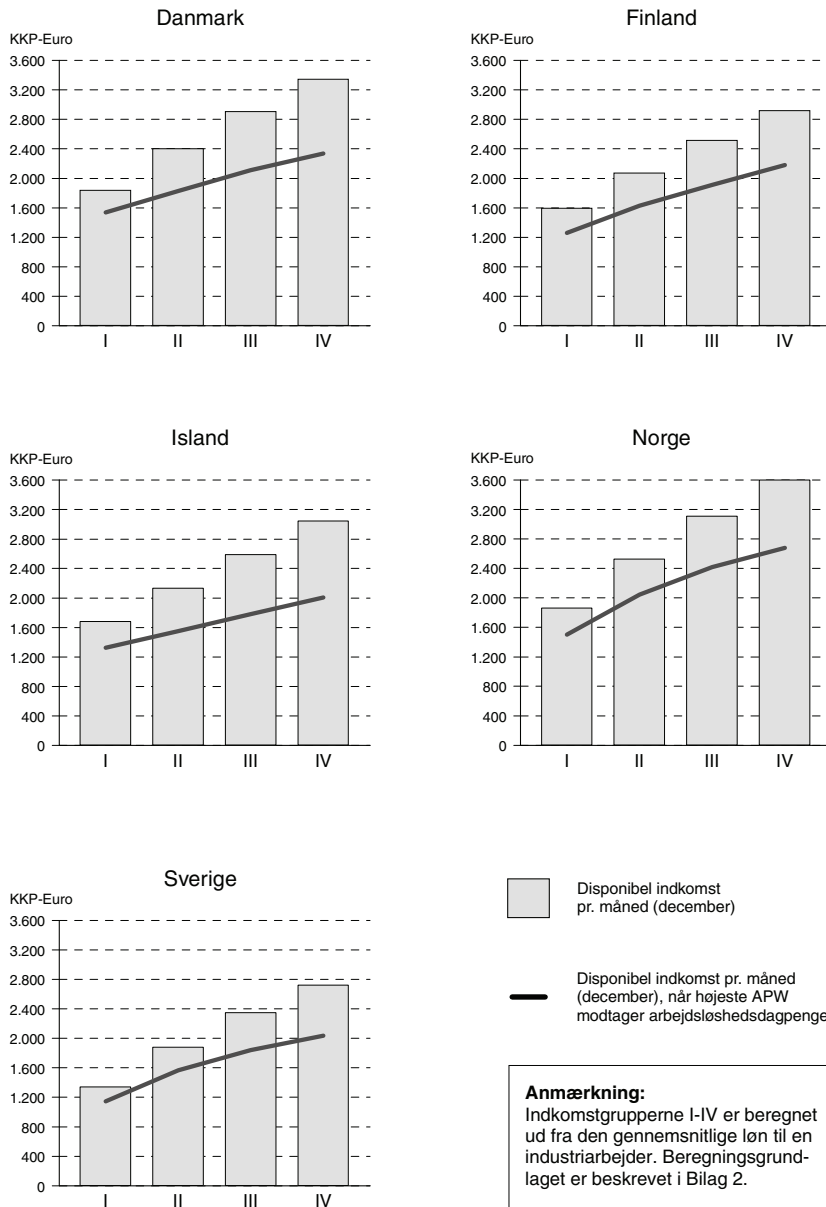 Danmark
KKP-Euro
3.600
3.200
2.800
2.400
2.000
1.600
1.200
800
400
0
I II III IV
Finland
KKP-Euro
3.600
3.200
2.800
2.400
2.000
1.600
1.200
800
400
0
I II III IV
Island
KKP-Euro
3.600
3.200
2.800
2.400
2.000
1.600
1.200
800
400
0
I II III IV
Norge
KKP-Euro
3.600
3.200
2.800
2.400
2.000
1.600
1.200
800
400
0
I II III IV
Sverige
KKP-Euro
3.600
3.200
2.800
2.400
2.000
1.600
1.200
800
400
0
I II III IV
Disponibel indkomst
pr. måned (december)
Disponibel indkomst pr. måned
(december), når højeste APW
modtager arbejdsløshedsdagpenge
Anmærkning:
Indkomstgrupperne I-IV er beregnet
ud fra den gennemsnitlige løn til en
industriarbejder. Beregningsgrund-
laget er beskrevet i Bilag 2.